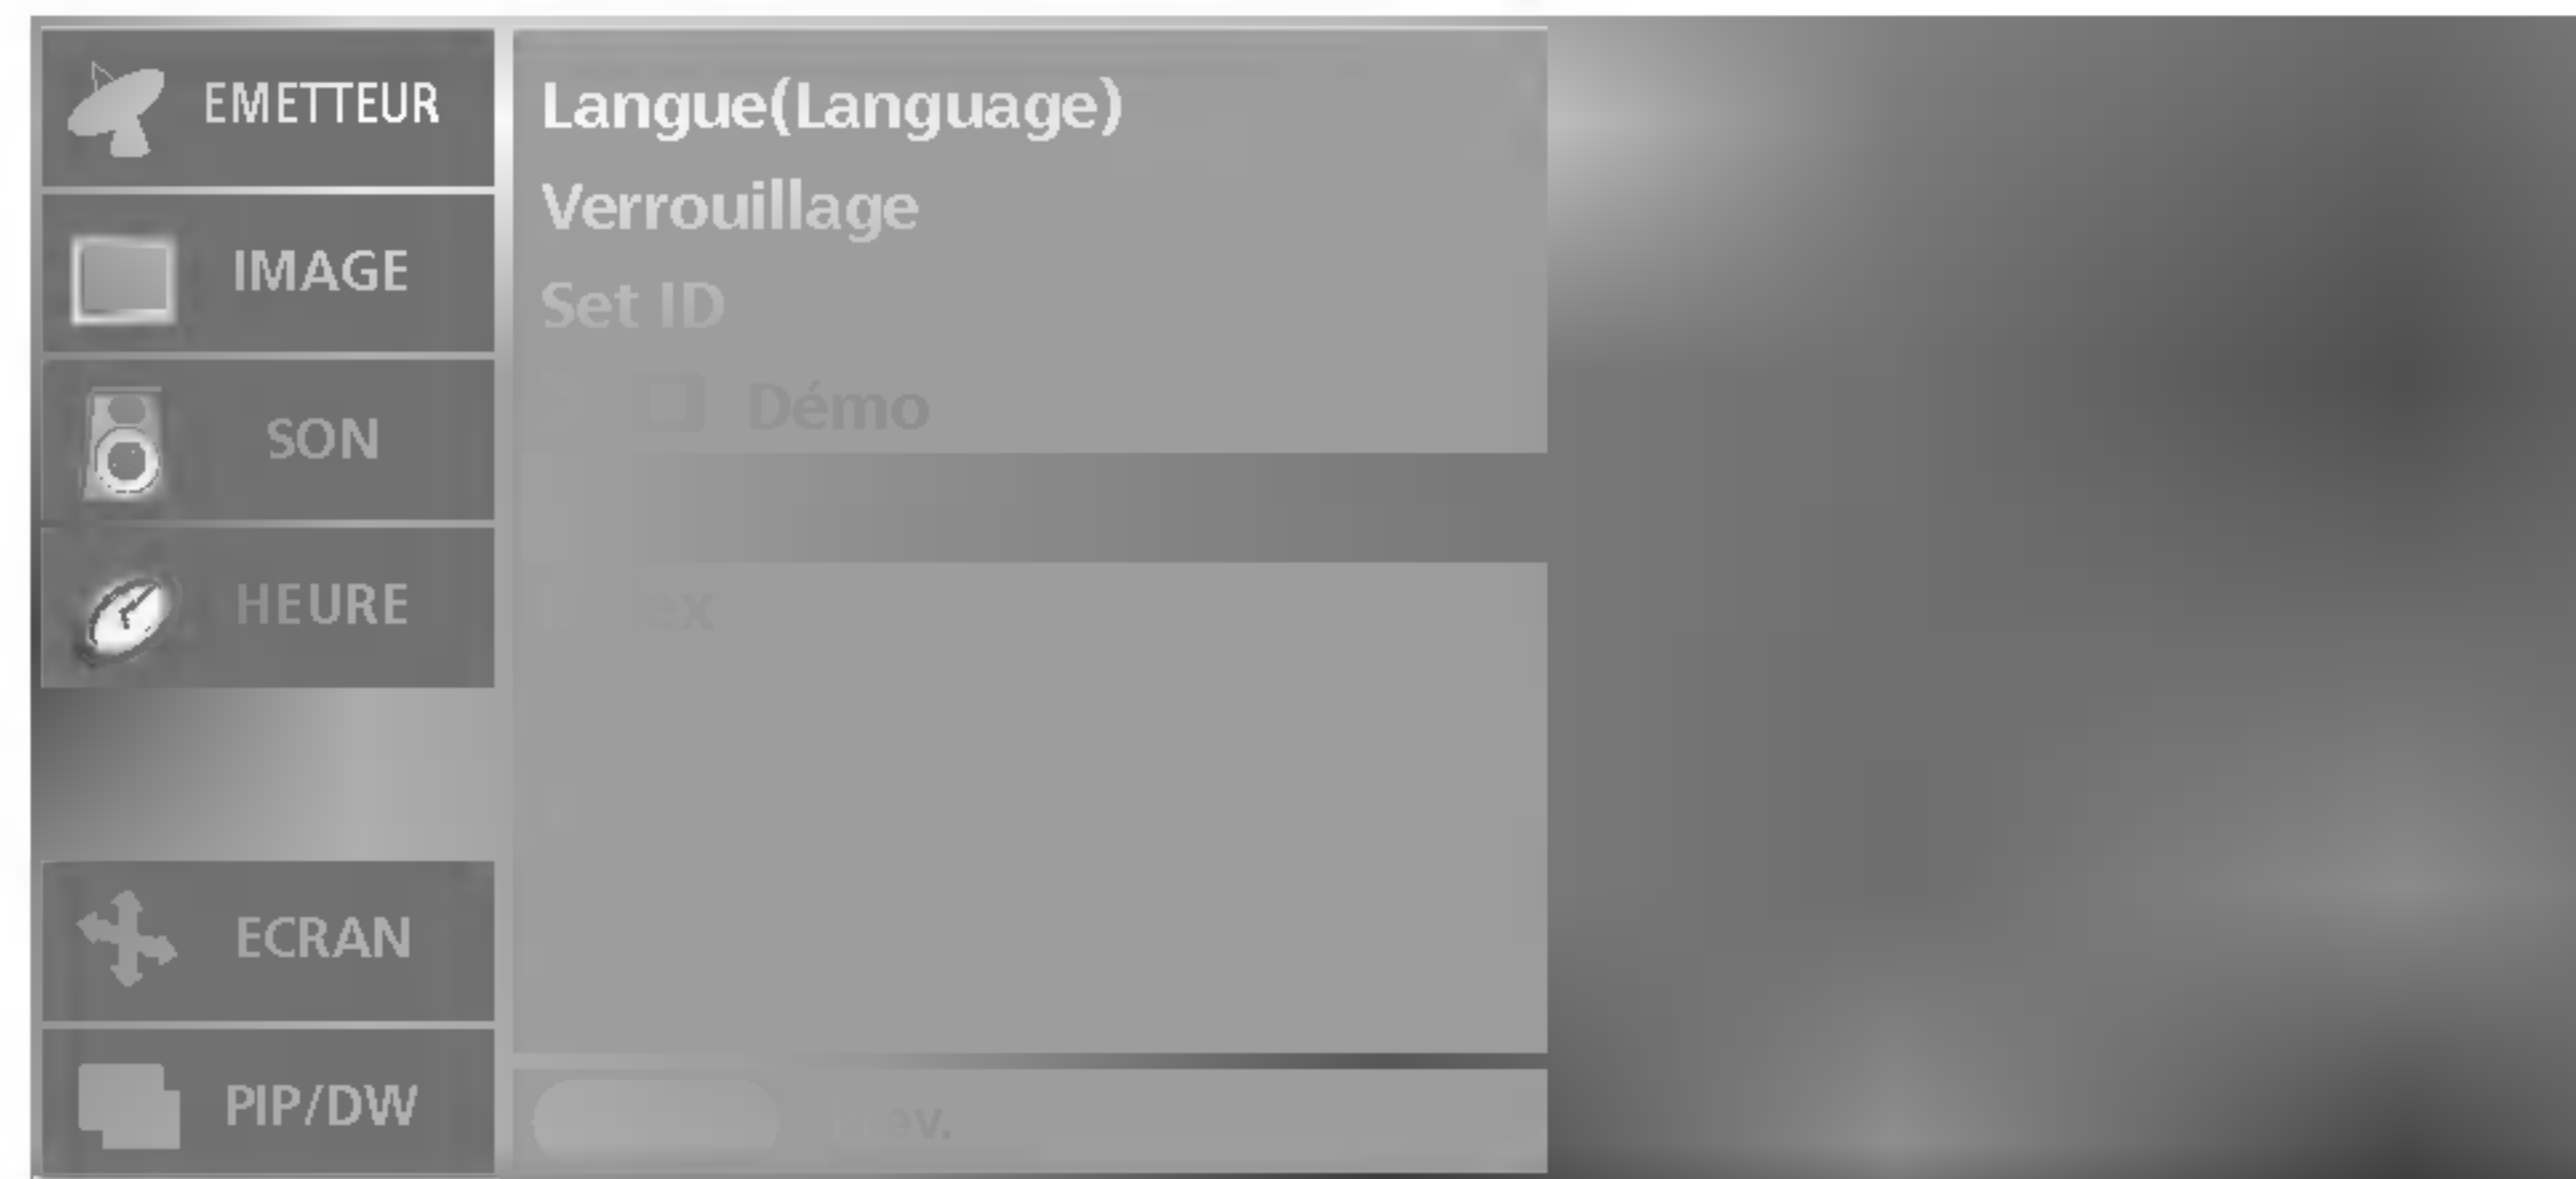 EMETTEUR
IMAGE
SON
HEURE
ECRAN
PIP/DW
Langue(Language)
Verrouillage
Set ID
Démo